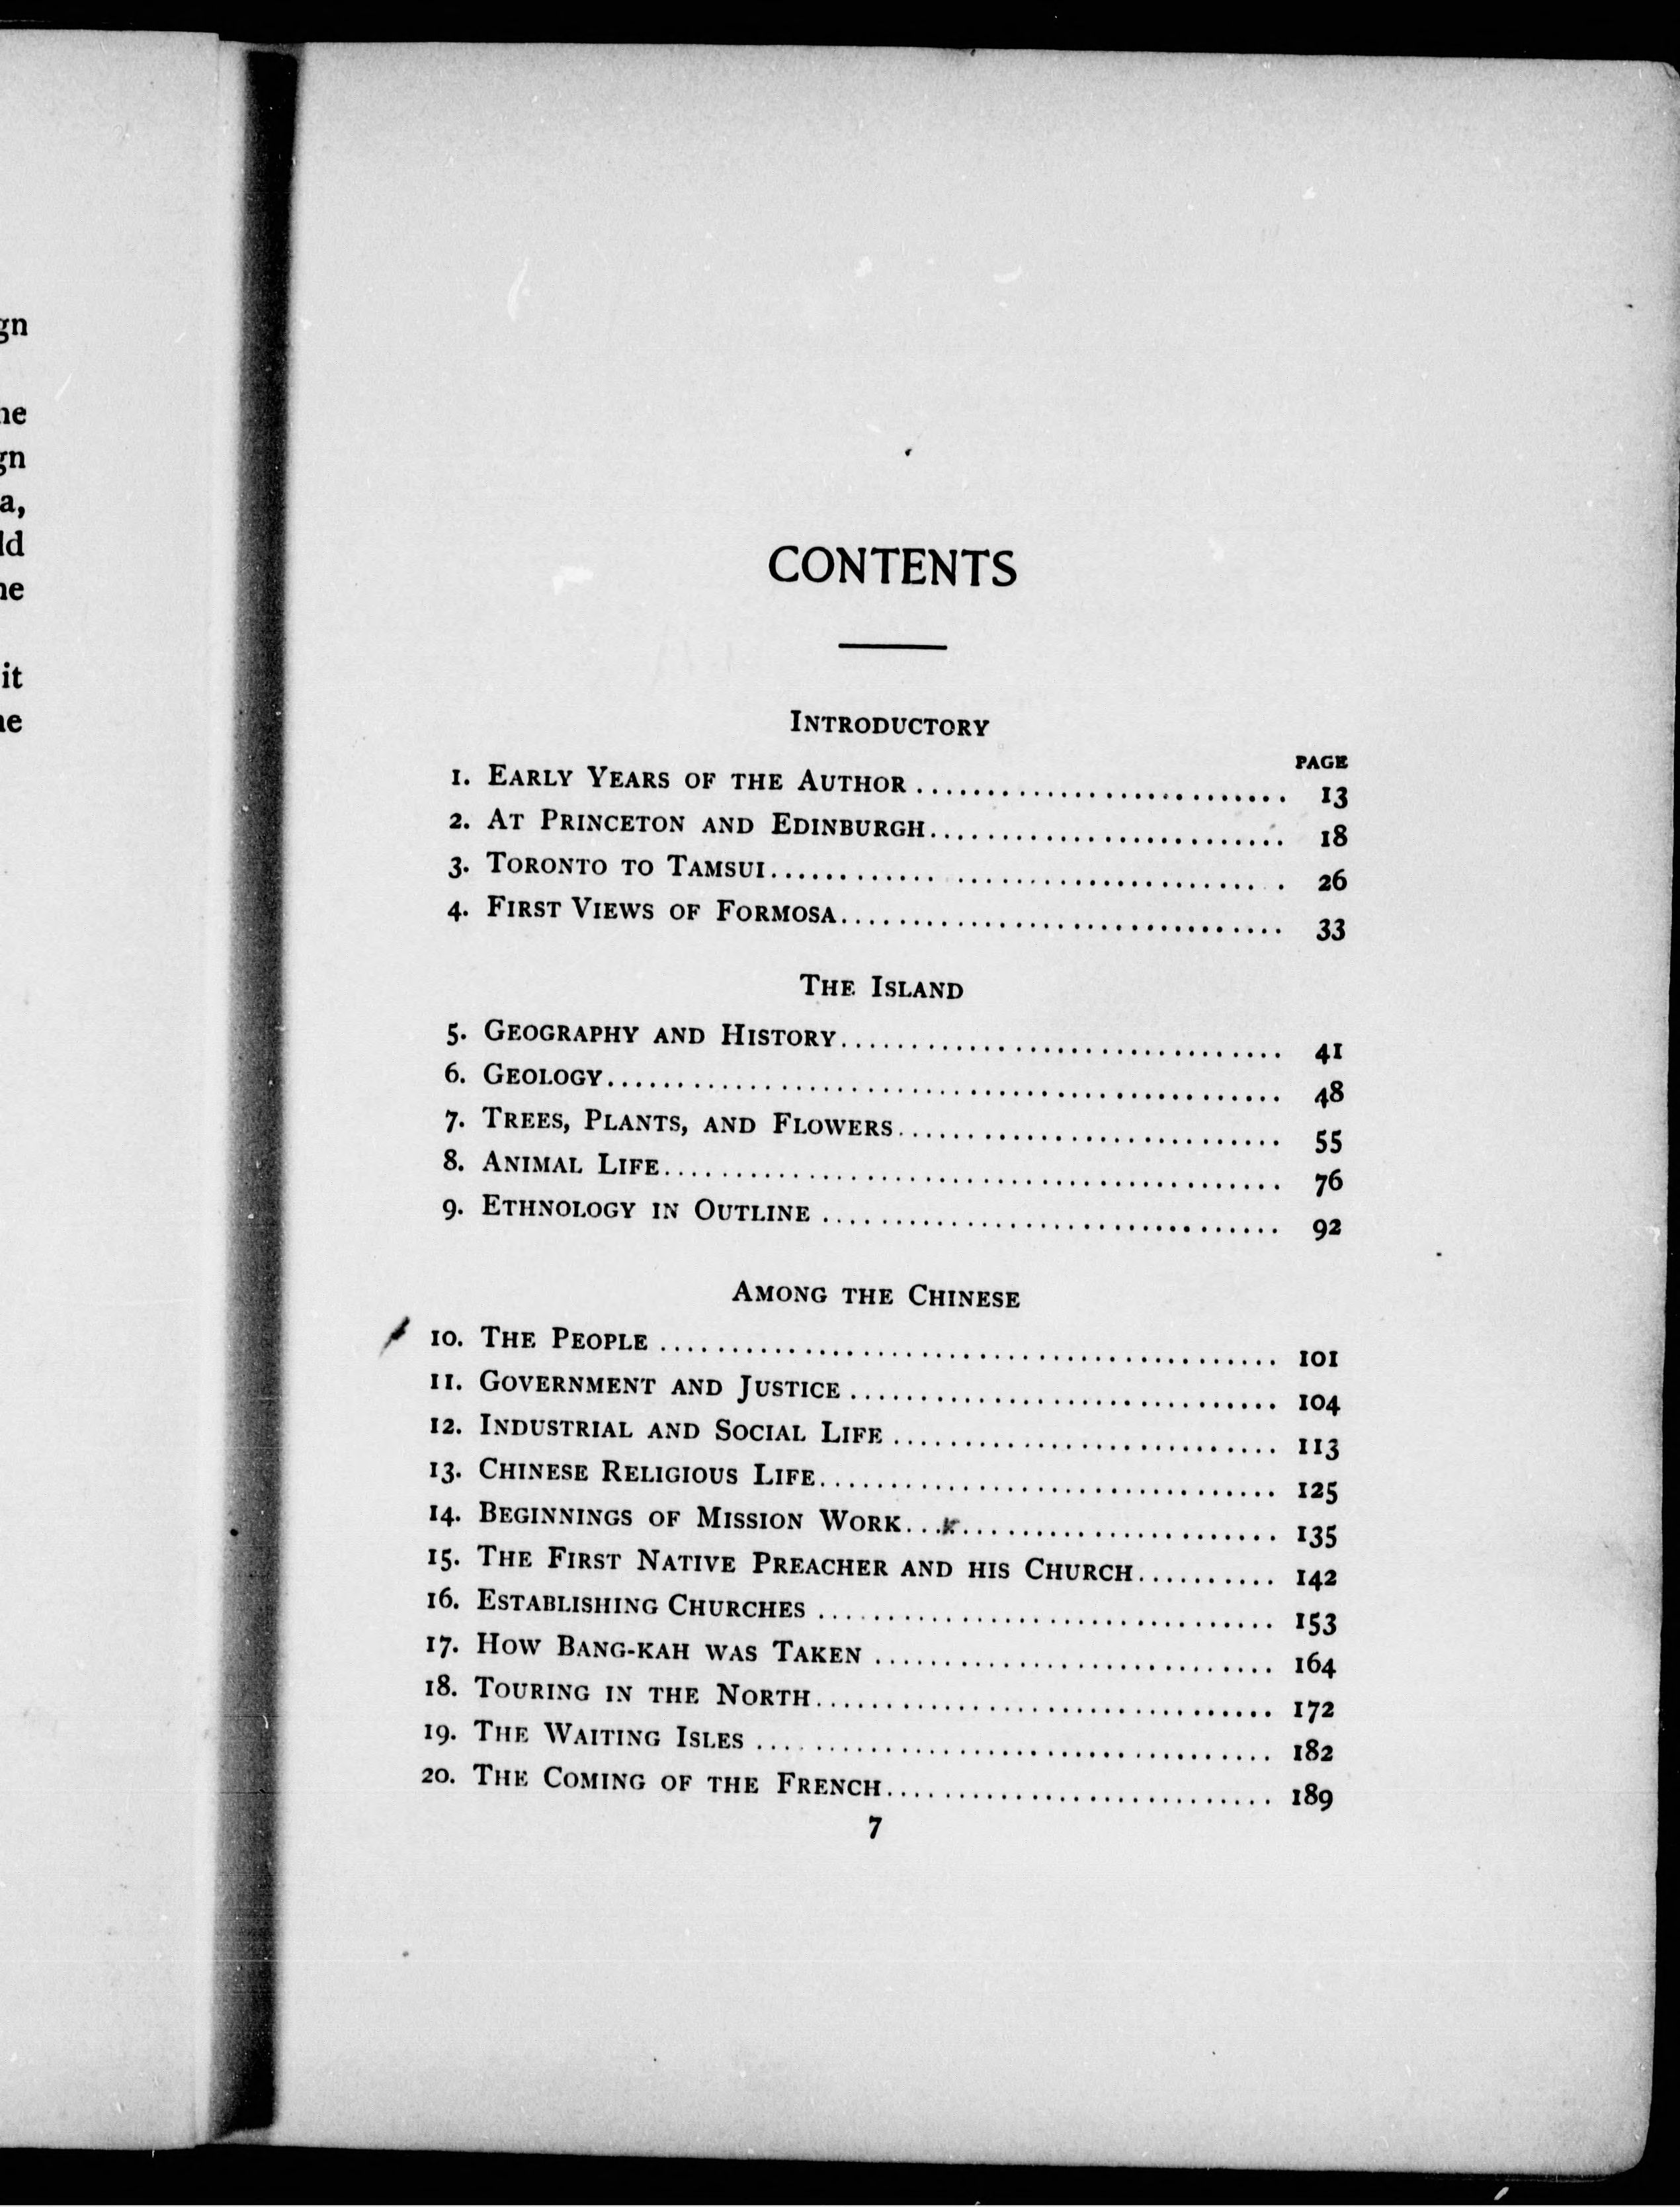 CONTENTS
INTRODUCTORY
PAGE
1. EARLY YEARS OF THE AUTHOR ........................... 13
2. AT PRINCETON AND EDINBURGH.......................... 18
3. TORONTO TO TAMSUI.................................... 26
4. FIRST VIEWS OF FORMOSA............................... 33
THE ISLAND
5. GEOGRAPHY AND HISTORY............................... 41
6. GEOLOGY............................................... 48
7. TREES, PLANTS, AND FLOWERS........................... 55
8. ANIMAL LIFE........................................... 76
9. ETHNOLOGY IN OUTLINE ................................ 92
AMONG THE CHINESE
10. THE PEOPLE ........................................... 101
11. GOVERNMENT AND JUSTICE .............................. 104
12. INDUSTRIAL AND SOCIAL LIFE ........................... 113
13. CHINESE RELIGIOUS LIFE................................ 125
14. BEGINNINGS OF MISSION WORK.......................... 135
15. THE FIRST NATIVE PREACHER AND HIS CHURCH.......... 142
16. ESTABLISHING CHURCHES ................................ 153
17. HOW BANG-KAH WAS TAKEN ............................ 164
18. TOURING IN THE NORTH................................ 172
19. THE WAITING ISLES .................................... 182
20. THE COMING OF THE FRENCH........................... 189
7